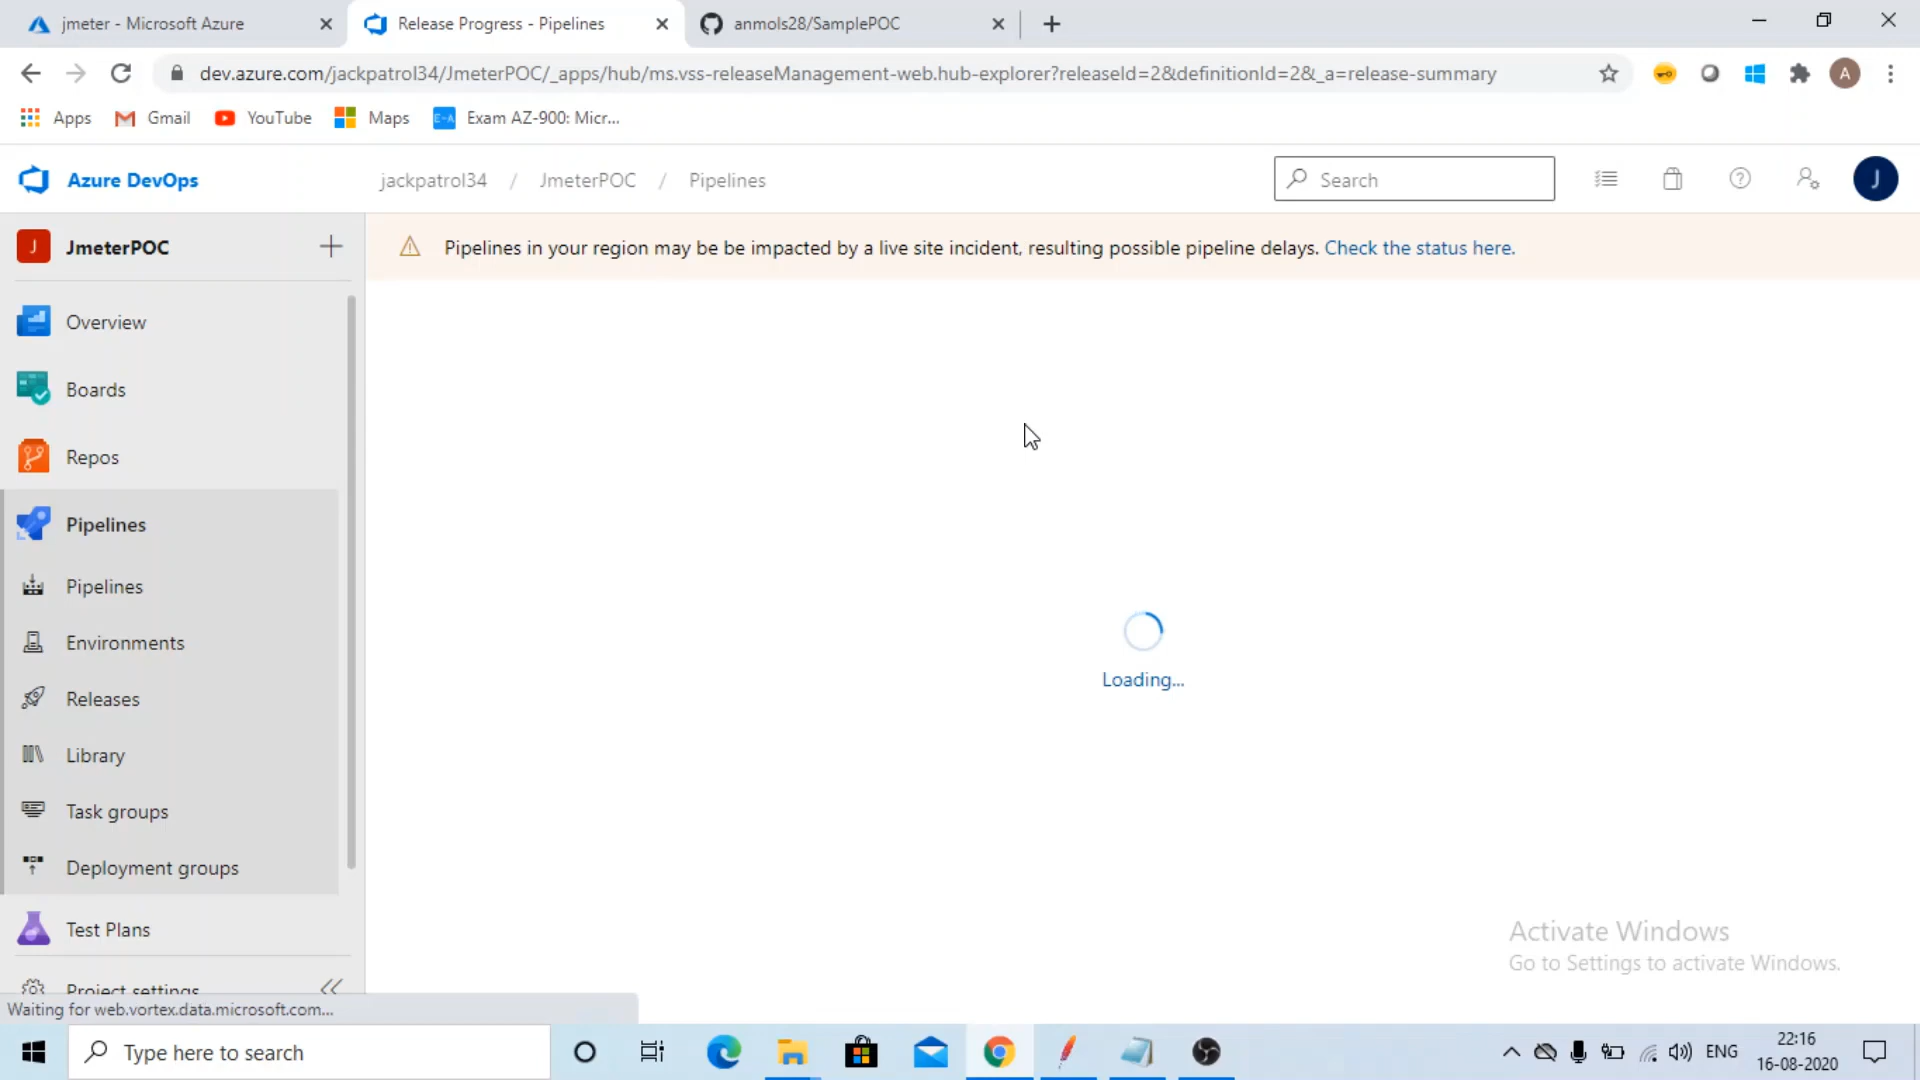 jmeter - Microsoft Azure
Release Progress - Pipelines
anmols28/SamplePOC
dev.azure.com/jackpatrol34/JmeterPOC/_apps/hub/ms.vss-releaseManagement-web.hub-explorer?releaseId=2&definitionId=2&_a=release-summary
A
Apps
Gmail
YouTube
Maps
E-A
Exam AZ-900: Micr...
Azure DevOps
jackpatrol34 / JmeterPOC / Pipelines
Search
J
J
JmeterPOC
Pipelines in your region may be be impacted by a live site incident, resulting possible pipeline delays. Check the status here.
Overview
Boards
Repos
Pipelines
Pipelines
Environments
Releases
Library
Task groups
Deployment groups
Test Plans
Project settings
Loading...
Activate Windows
Go to Settings to activate Windows.
Waiting for web.vortex.data.microsoft.com...
Type here to search
ENG
22:16
16-08-2020